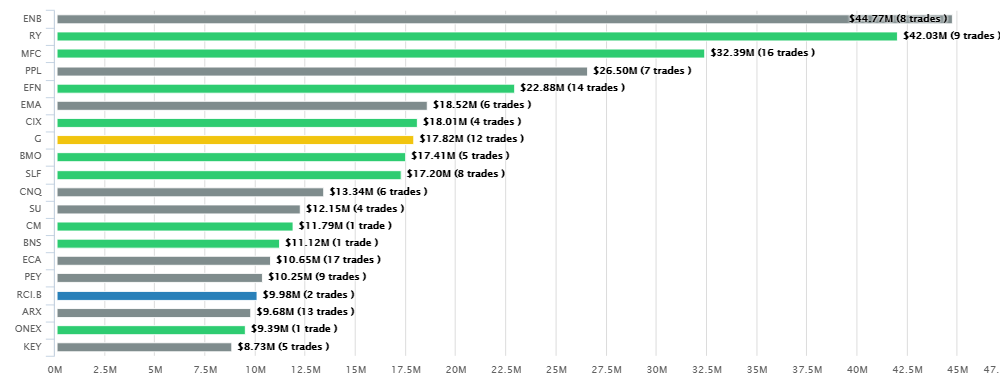 ENB $44.77M (8 trades )
RY $42.03M (9 trades )
MFC $32.39M (16 trades )
PPL $26.50M (7 trades )
EFN $22.88M (14 trades )
EMA $18.52M (6 trades )
CIX $18.01M (4 trades )
G $17.82M (12 trades )
BMO $17.41M (5 trades )
SLF $17.20M (8 trades )
CNQ $13.34M (6 trades )
SU $12.15M (4 trades )
CM $11.79M (1 trade )
BNS $11.12M (1 trade )
ECA $10.65M (17 trades )
PEY $10.25M (9 trades )
RCI.B $9.98M (2 trades )
ARX $9.68M (13 trades )
ONEX $9.39M (1 trade )
KEY $8.73M (5 trades )
0M 2.5M 5M 7.5M 10M 12.5M 15M 17.5M 20M 22.5M 25M 27.5M 30M 32.5M 35M 37.5M 40M 42.5M 45M 47.